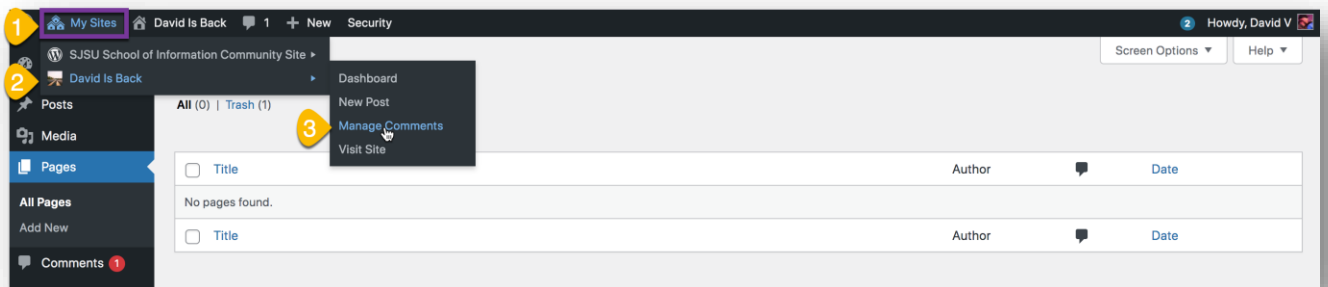 1 My Sites David Is Back 1 + New Security 2 Howdy, David V
SJSU School of Information Community Site
Screen Options ▼ Help ▼
2 David Is Back
Dashboard
Posts
All (0) | Trash (1)
New Post
3 Manage Comments
Media
Visit Site
Pages
Title Author Date
All Pages
No pages found.
Add New
Title Author Date
Comments 1